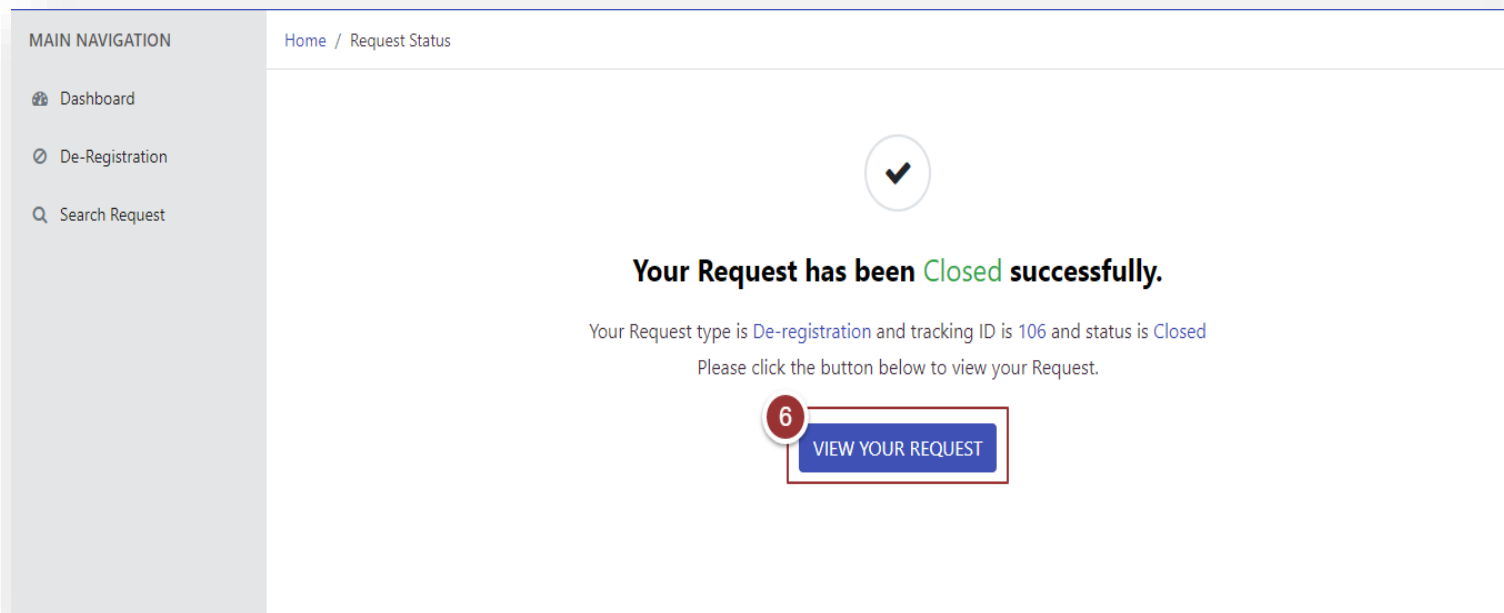 MAIN NAVIGATION
Home / Request Status
Dashboard
De-Registration
Search Request
Your Request has been Closed successfully.
Your Request type is De-registration and tracking ID is 106 and status is Closed
Please click the button below to view your Request.
6
VIEW YOUR REQUEST